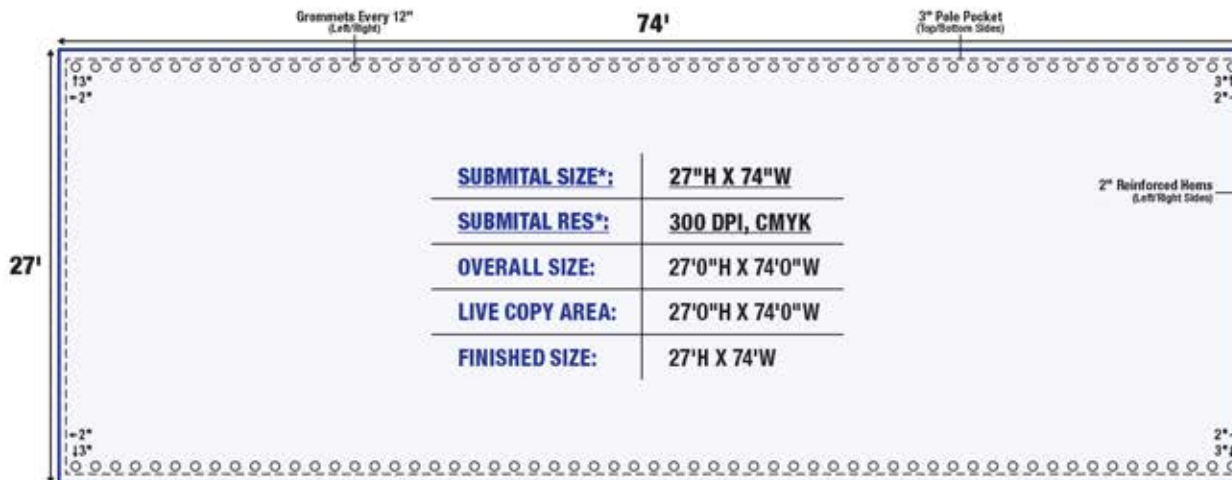 Grommets Every 12"
(Left/Right)
74'
3" Pole Pocket
(Top/Bottom Sides)
↑3"
←2"
3"↑
2"→
SUBMITAL SIZE*: 27"H X 74"W
2" Reinforced Hems
(Left/Right Sides)
SUBMITAL RES*: 300 DPI, CMYK
27'
OVERALL SIZE: 27'0"H X 74'0"W
LIVE COPY AREA: 27'0"H X 74'0"W
FINISHED SIZE: 27'H X 74'W
←2"
↓3"
2"→
3"↓